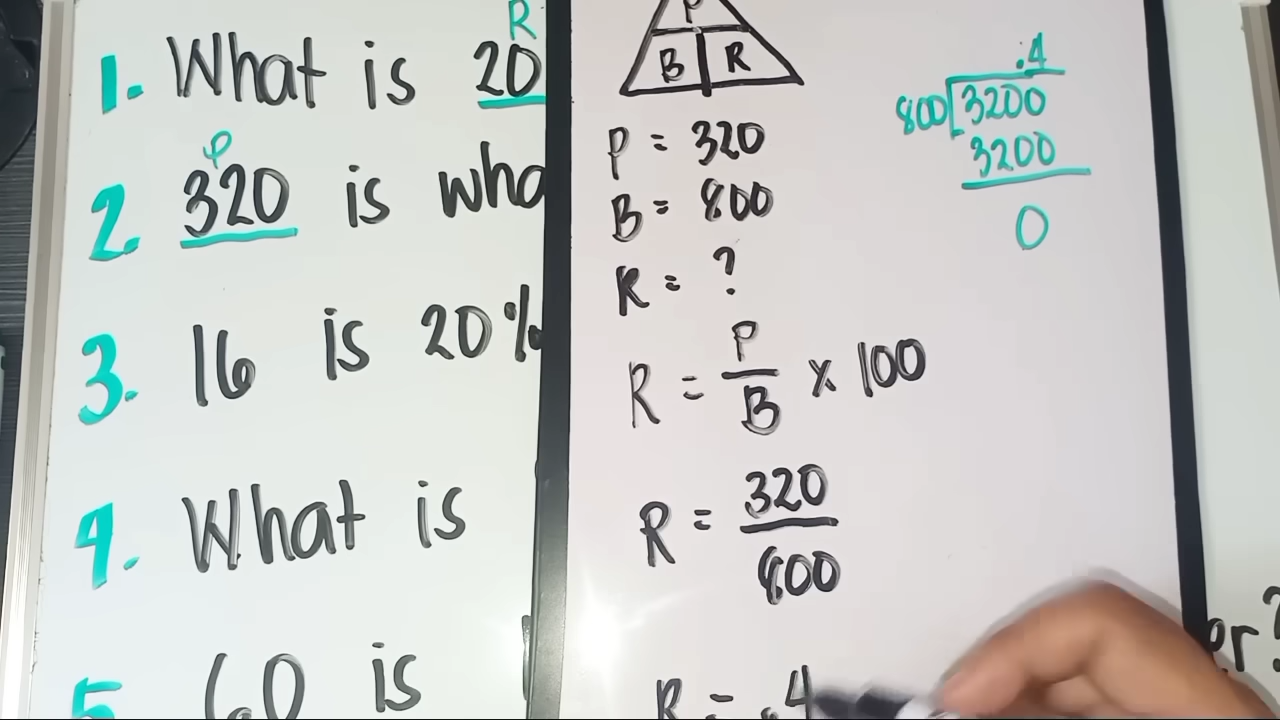 R
1. What is 20
P
2. 320 is wha
3. 16 is 20%
4. What is
5. 60 is
P
B R
P = 320
B = 800
R = ?
R = P/B x 100
R = 320/800
R = .4
.4
800 3200
3200
0
or?